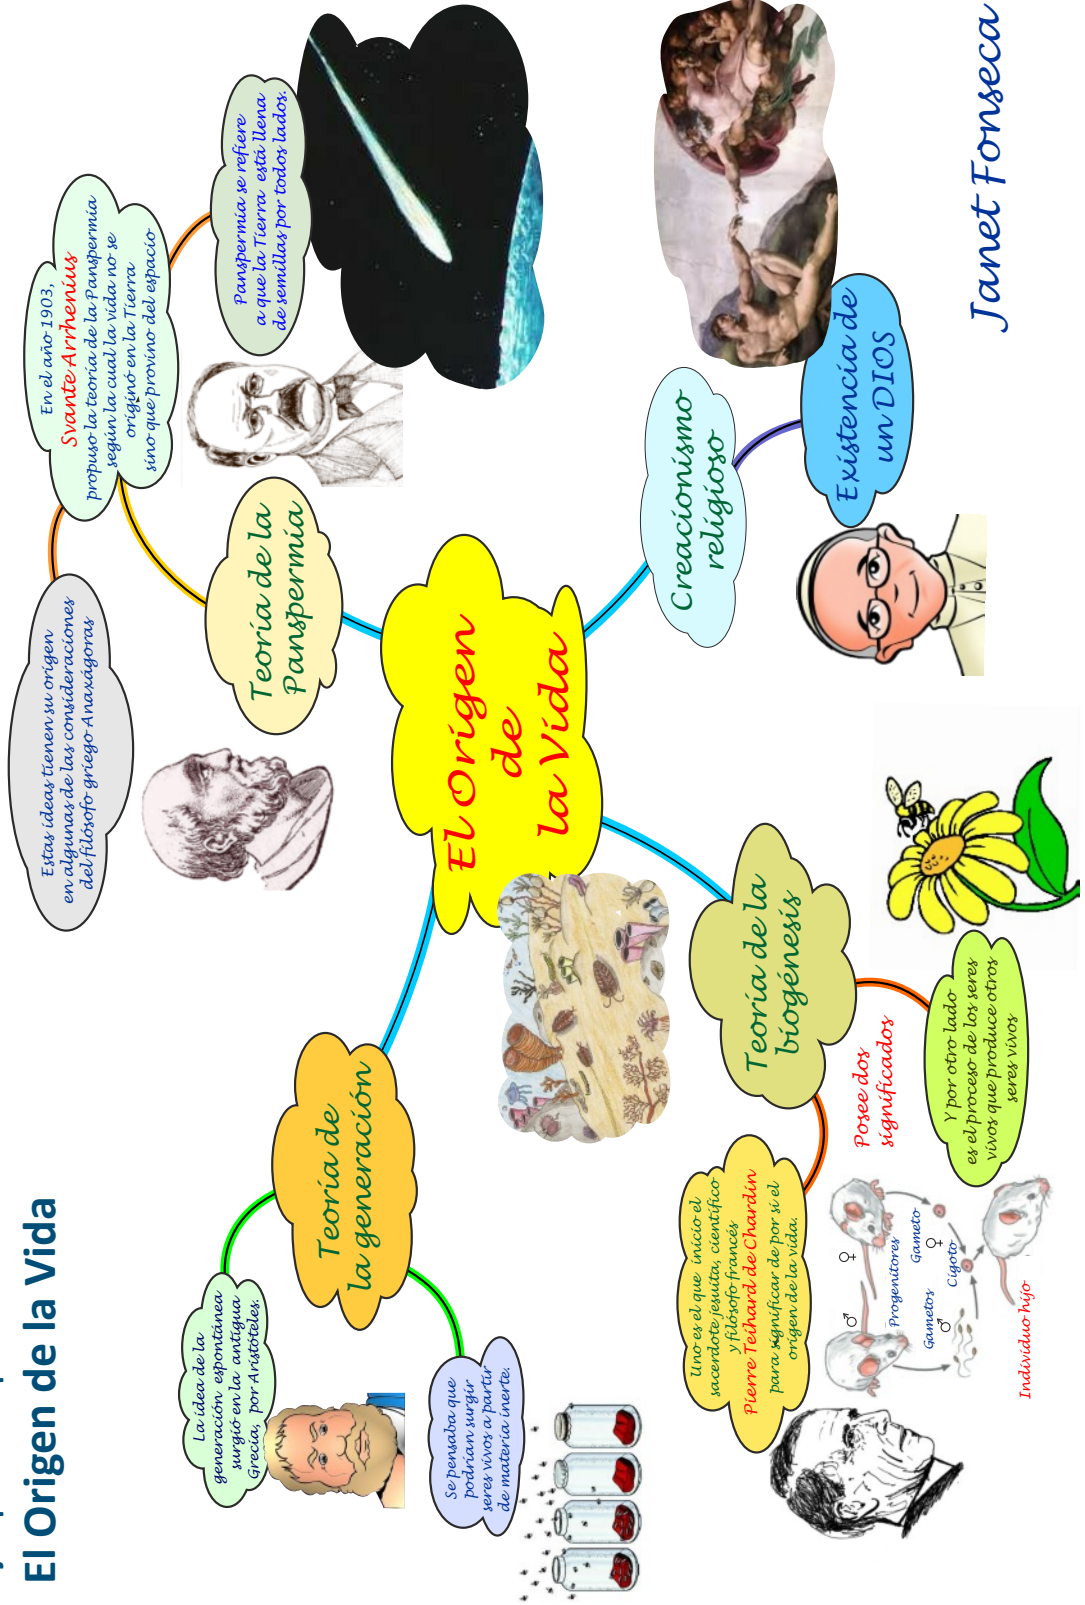 El Origen de la Vida
La idea de la
generación espontánea
surgió en la antigua
Grecia, por Aristóteles.
Se pensaba que
podrían surgir
seres vivos a partir
de materia inerte.
Teoría de
la generación
Estas ideas tienen su origen
en algunas de las consideraciones
del filósofo griego Anaxágoras
En el año 1903,
Svante Arrhenius
propuso la teoría de la Panspermia
según la cual la vida no se
originó en la Tierra
sino que provino del espacio
Panspermia se refiere
a que la Tierra está llena
de semillas por todos lados.
Teoría de la
Panspermia
El Origen
de
la Vida
Uno es el que inicio el
sacerdote jesuita, científico
y filósofo francés
Pierre Teihard de Chardin
para significar de por si el
origen de la vida.
Teoría de la
biogénesis
Posee dos
significados
Y por otro lado
es el proceso de los seres
vivos que produce otros
seres vivos
♂ ♀
Progenitores
Gametos
♂
Gameto
♀
Cigoto
Individuo hijo
Creacionismo
religioso
Existencia de
un DIOS
Janet Fonseca